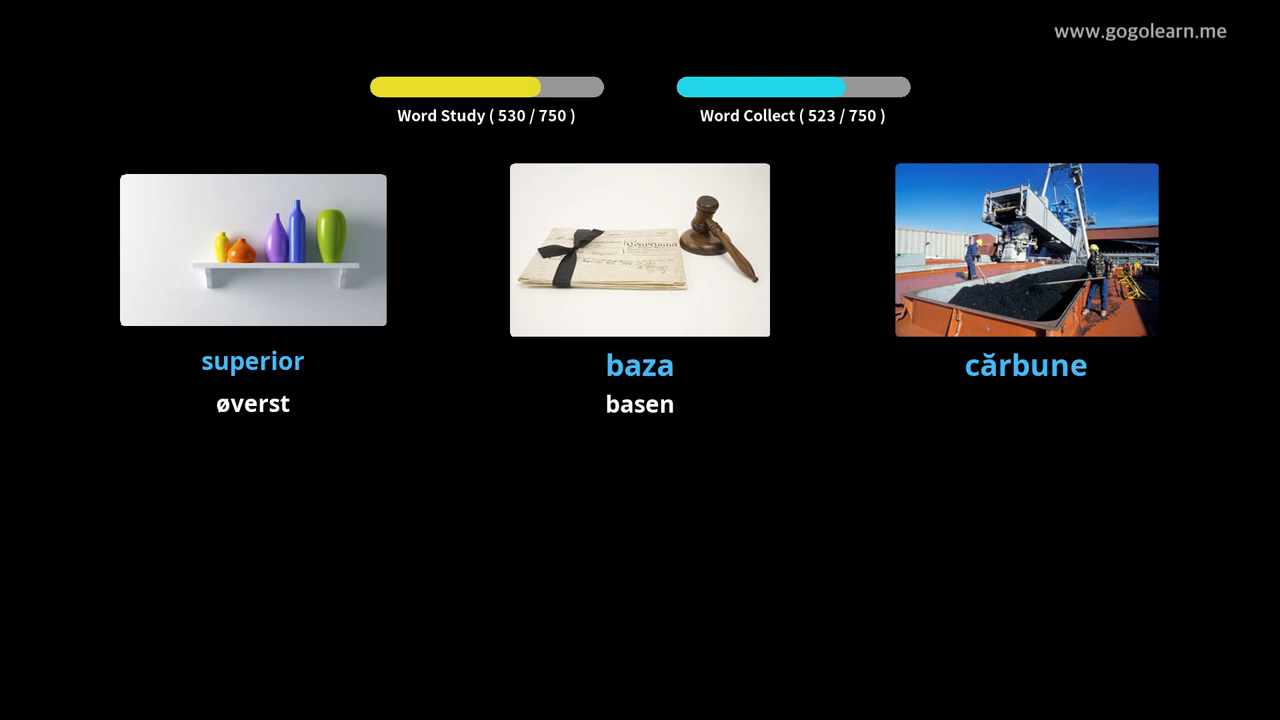 www.gogolearn.me
Word Study ( 530 / 750 )
Word Collect ( 523 / 750 )
superior
baza
cărbune
øverst
basen